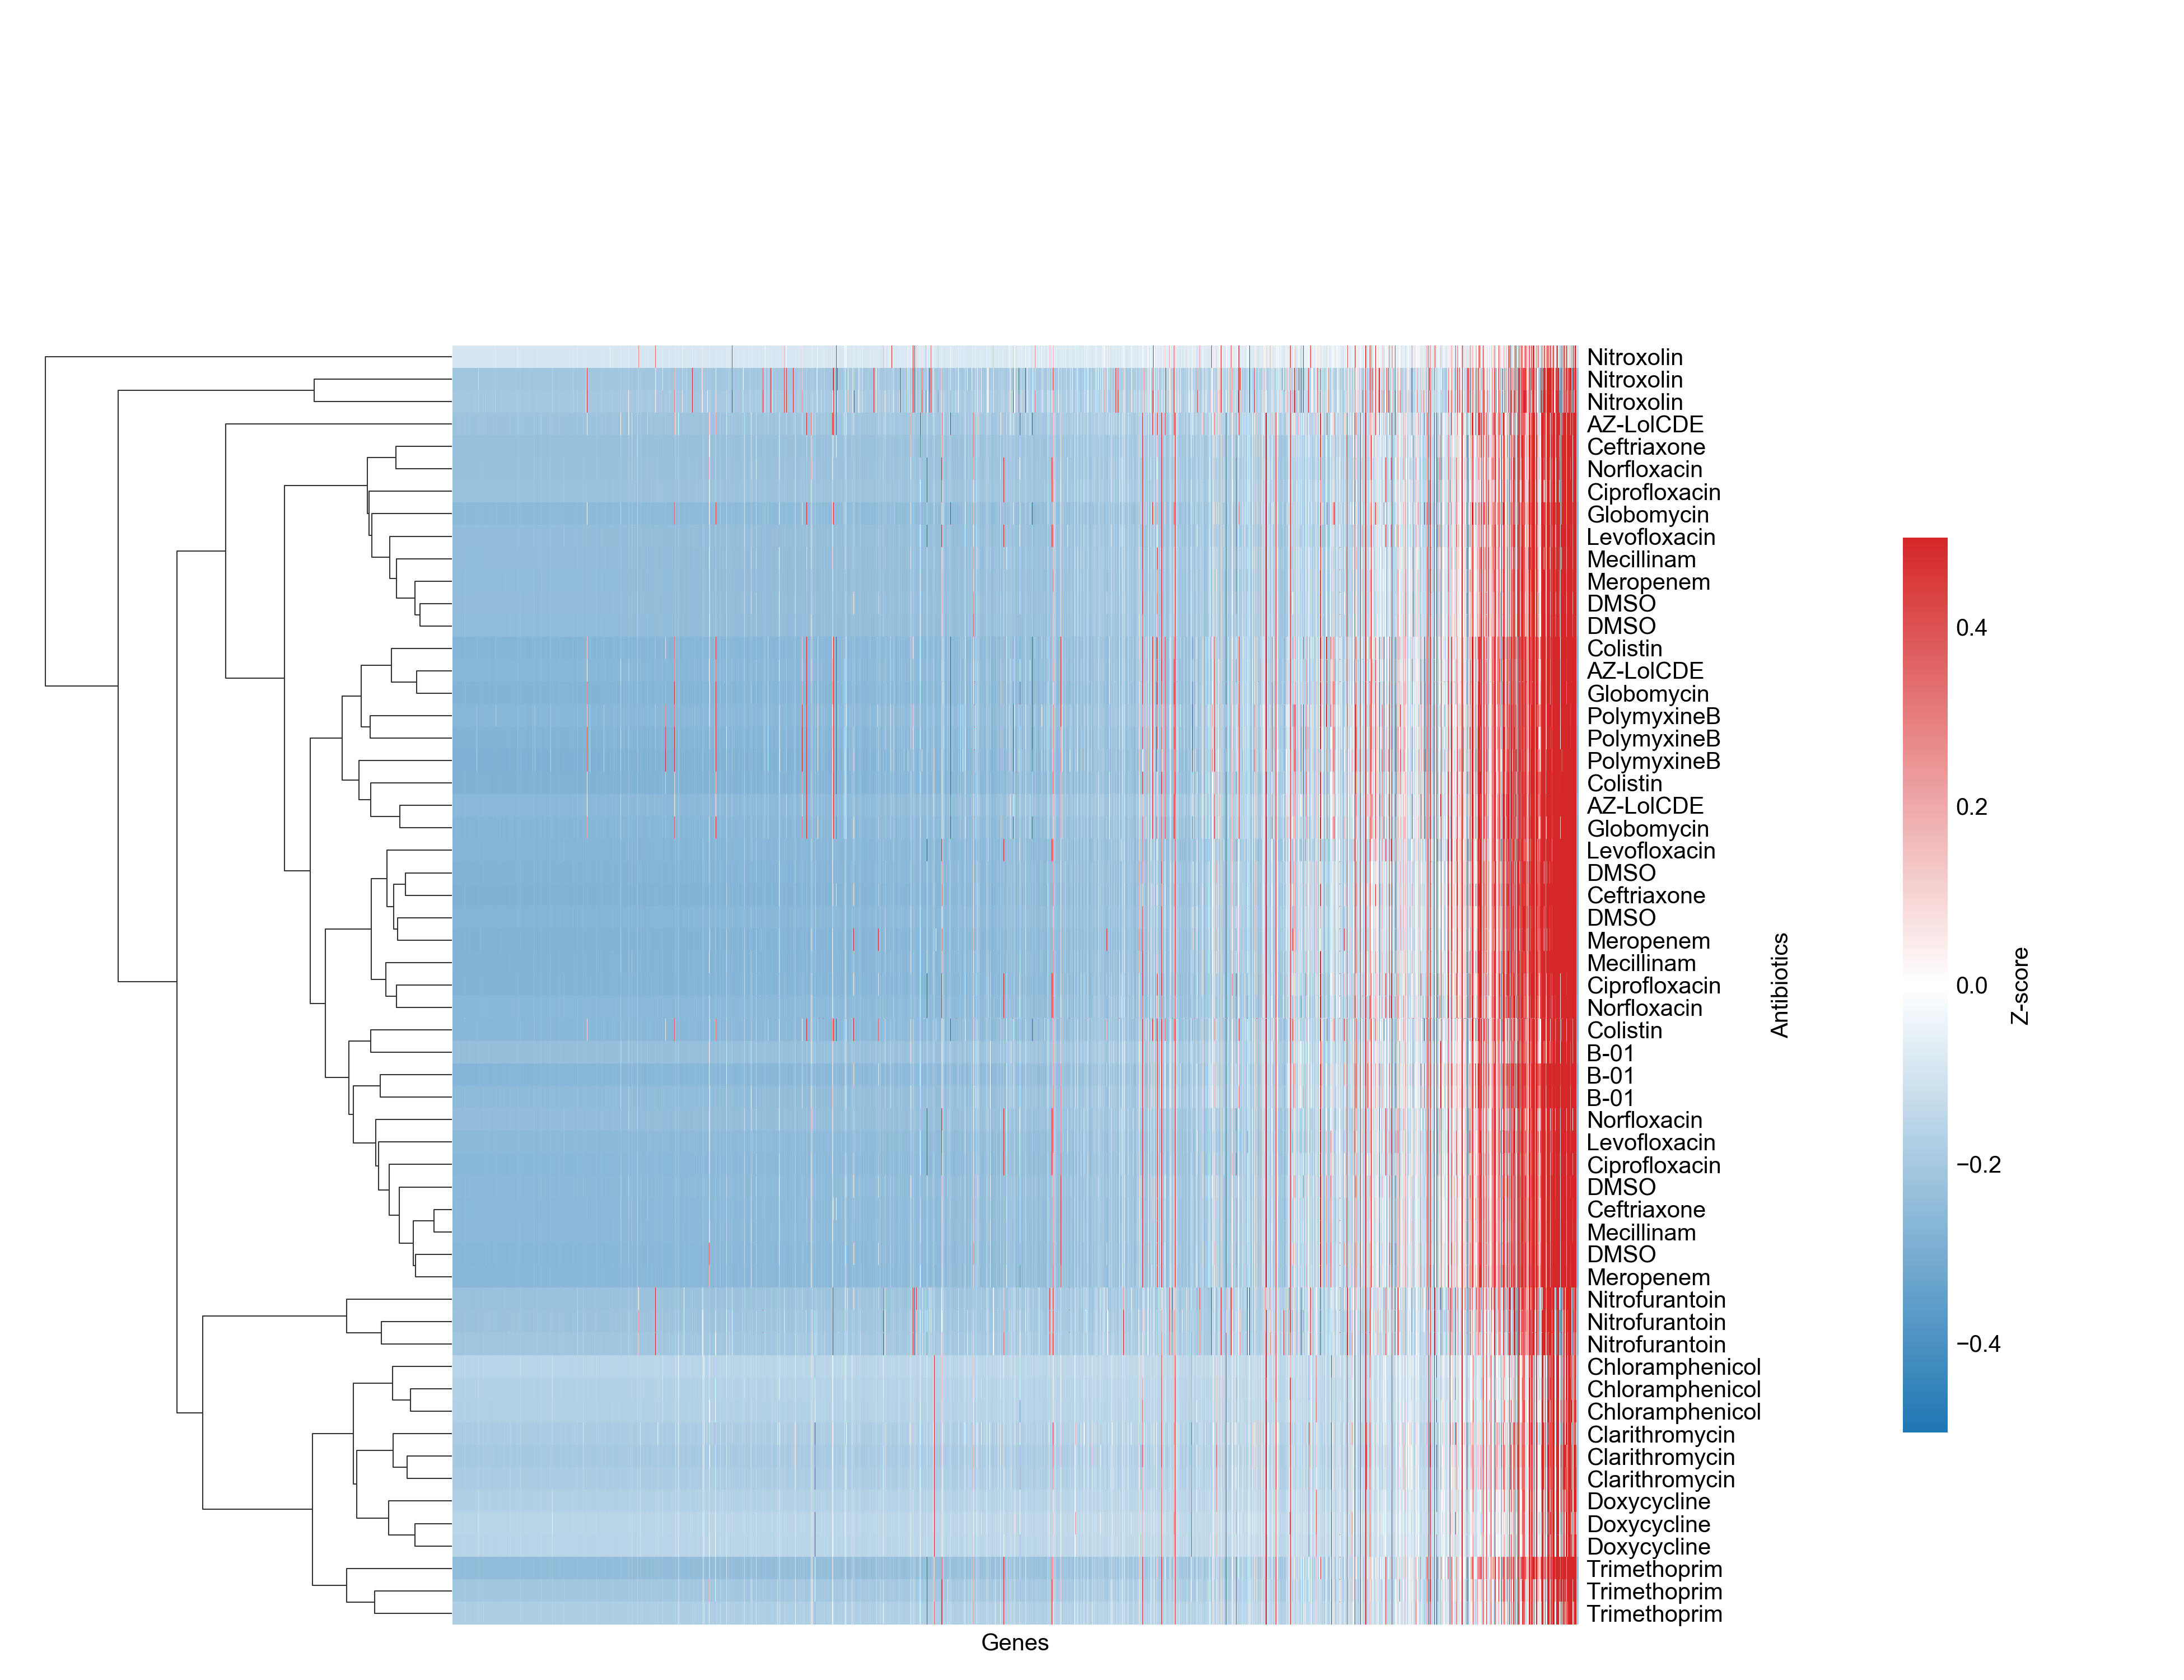 Nitroxolin
Nitroxolin
Nitroxolin
AZ-LolCDE
Ceftriaxone
Norfloxacin
Ciprofloxacin
Globomycin
Levofloxacin
Mecillinam
Meropenem
DMSO
DMSO
Colistin
AZ-LolCDE
Globomycin
PolymyxineB
PolymyxineB
PolymyxineB
Colistin
AZ-LolCDE
Globomycin
Levofloxacin
DMSO
Ceftriaxone
DMSO
Meropenem
Mecillinam
Ciprofloxacin
Norfloxacin
Colistin
B-01
B-01
B-01
Norfloxacin
Levofloxacin
Ciprofloxacin
DMSO
Ceftriaxone
Mecillinam
DMSO
Meropenem
Nitrofurantoin
Nitrofurantoin
Nitrofurantoin
Chloramphenicol
Chloramphenicol
Chloramphenicol
Clarithromycin
Clarithromycin
Clarithromycin
Doxycycline
Doxycycline
Doxycycline
Trimethoprim
Trimethoprim
Trimethoprim
Genes
Antibiotics
0.4
0.2
0.0
−0.2
−0.4
Z-score